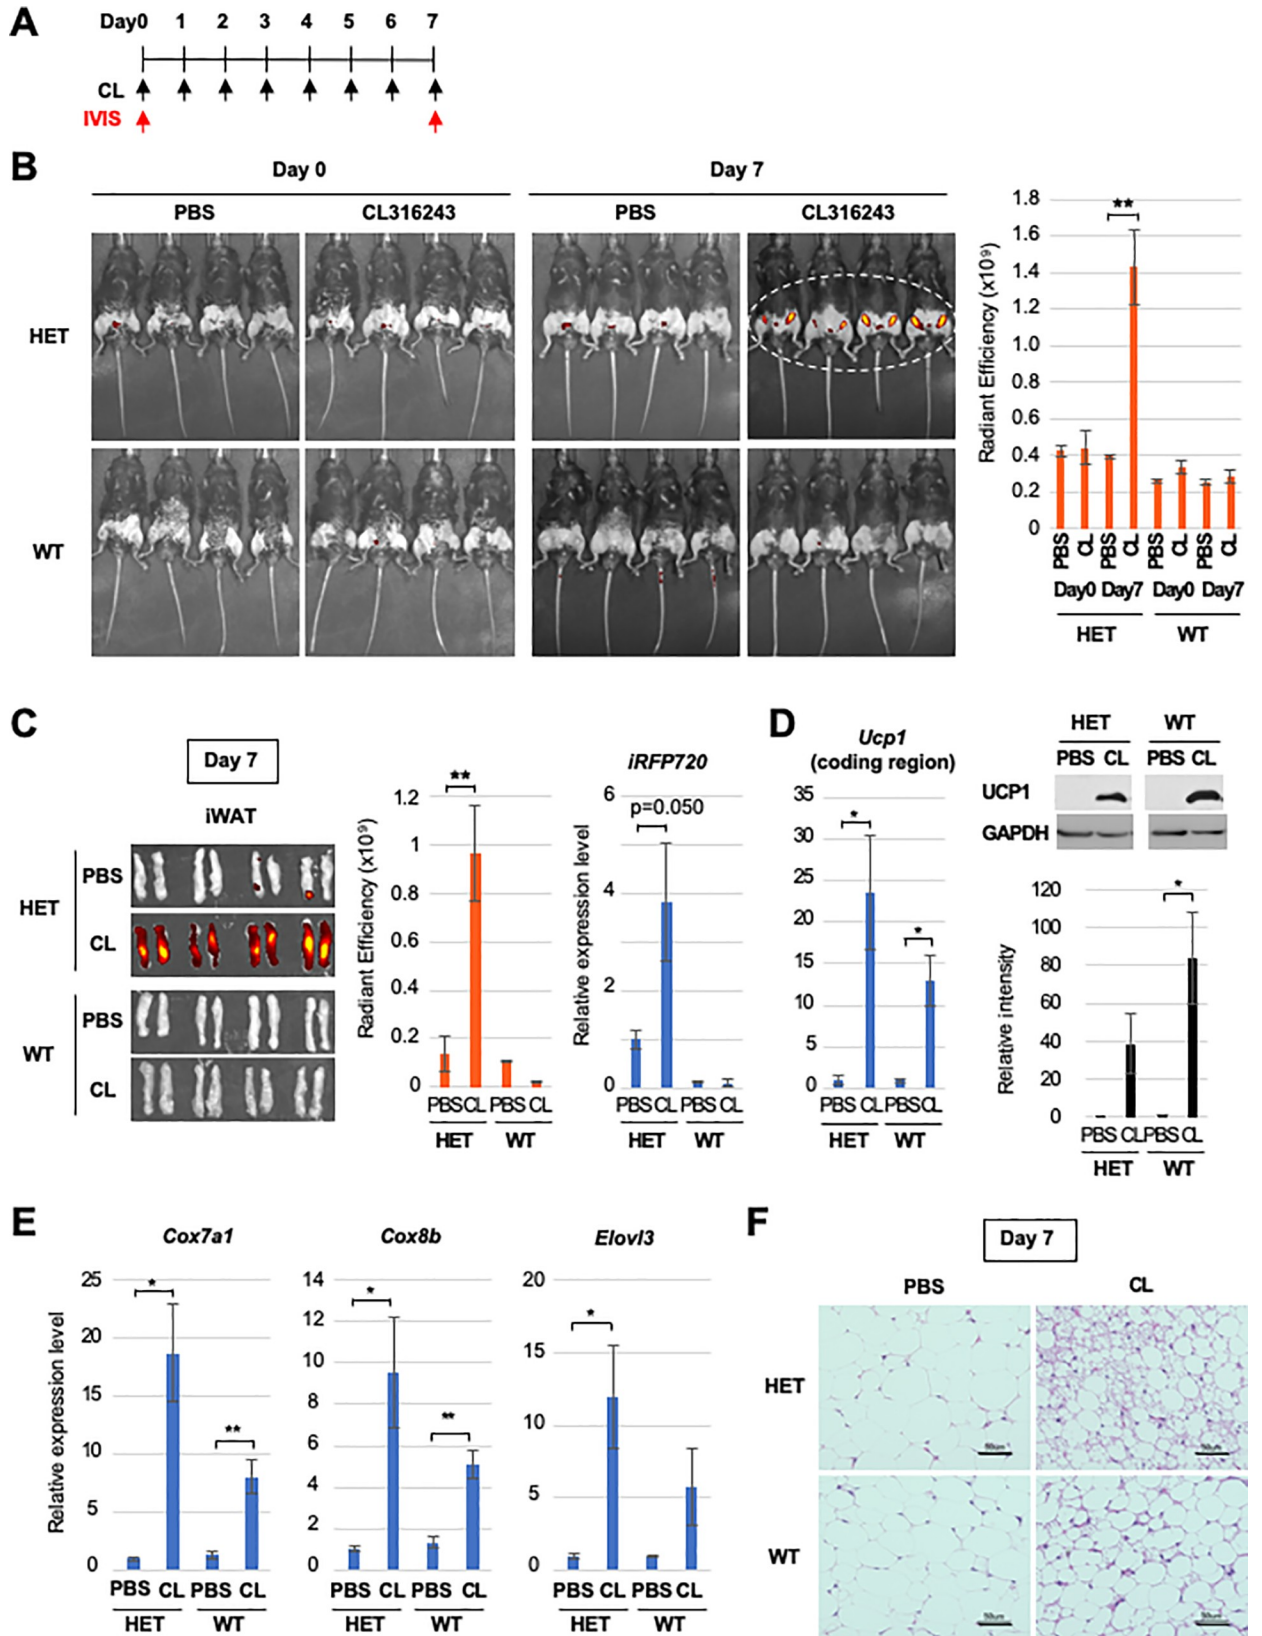 A
Day0 1 2 3 4 5 6 7
CL
IVIS
B
Day 0 Day 7
PBS CL316243 PBS CL316243
HET
WT
Radiant Efficiency (x10⁹)
1.8
1.6
1.4
1.2
1.0
0.8
0.6
0.4
0.2
0
**
PBS CL PBS CL PBS CL PBS CL
Day0 Day7 Day0 Day7
HET WT
C
Day 7
iWAT
HET
PBS
CL
WT
PBS
CL
Radiant Efficiency (x10⁹)
1.2
1
0.8
0.6
0.4
0.2
0
**
PBS CL PBS CL
HET WT
iRFP720
Relative expression level
6
4
2
0
p=0.050
PBS CL PBS CL
HET WT
D
Ucp1
(coding region)
35
30
25
20
15
10
5
0
*
*
PBS CL PBS CL
HET WT
HET WT
PBS CL PBS CL
UCP1
GAPDH
Relative intensity
120
100
80
60
40
20
0
*
PBS CL PBS CL
HET WT
E
Cox7a1
Relative expression level
25
20
15
10
5
0
*
**
PBS CL PBS CL
HET WT
Cox8b
14
12
10
8
6
4
2
0
*
**
PBS CL PBS CL
HET WT
Elovl3
20
15
10
5
0
*
PBS CL PBS CL
HET WT
F
Day 7
PBS CL
HET
50μm 50μm
WT
50μm 50μm